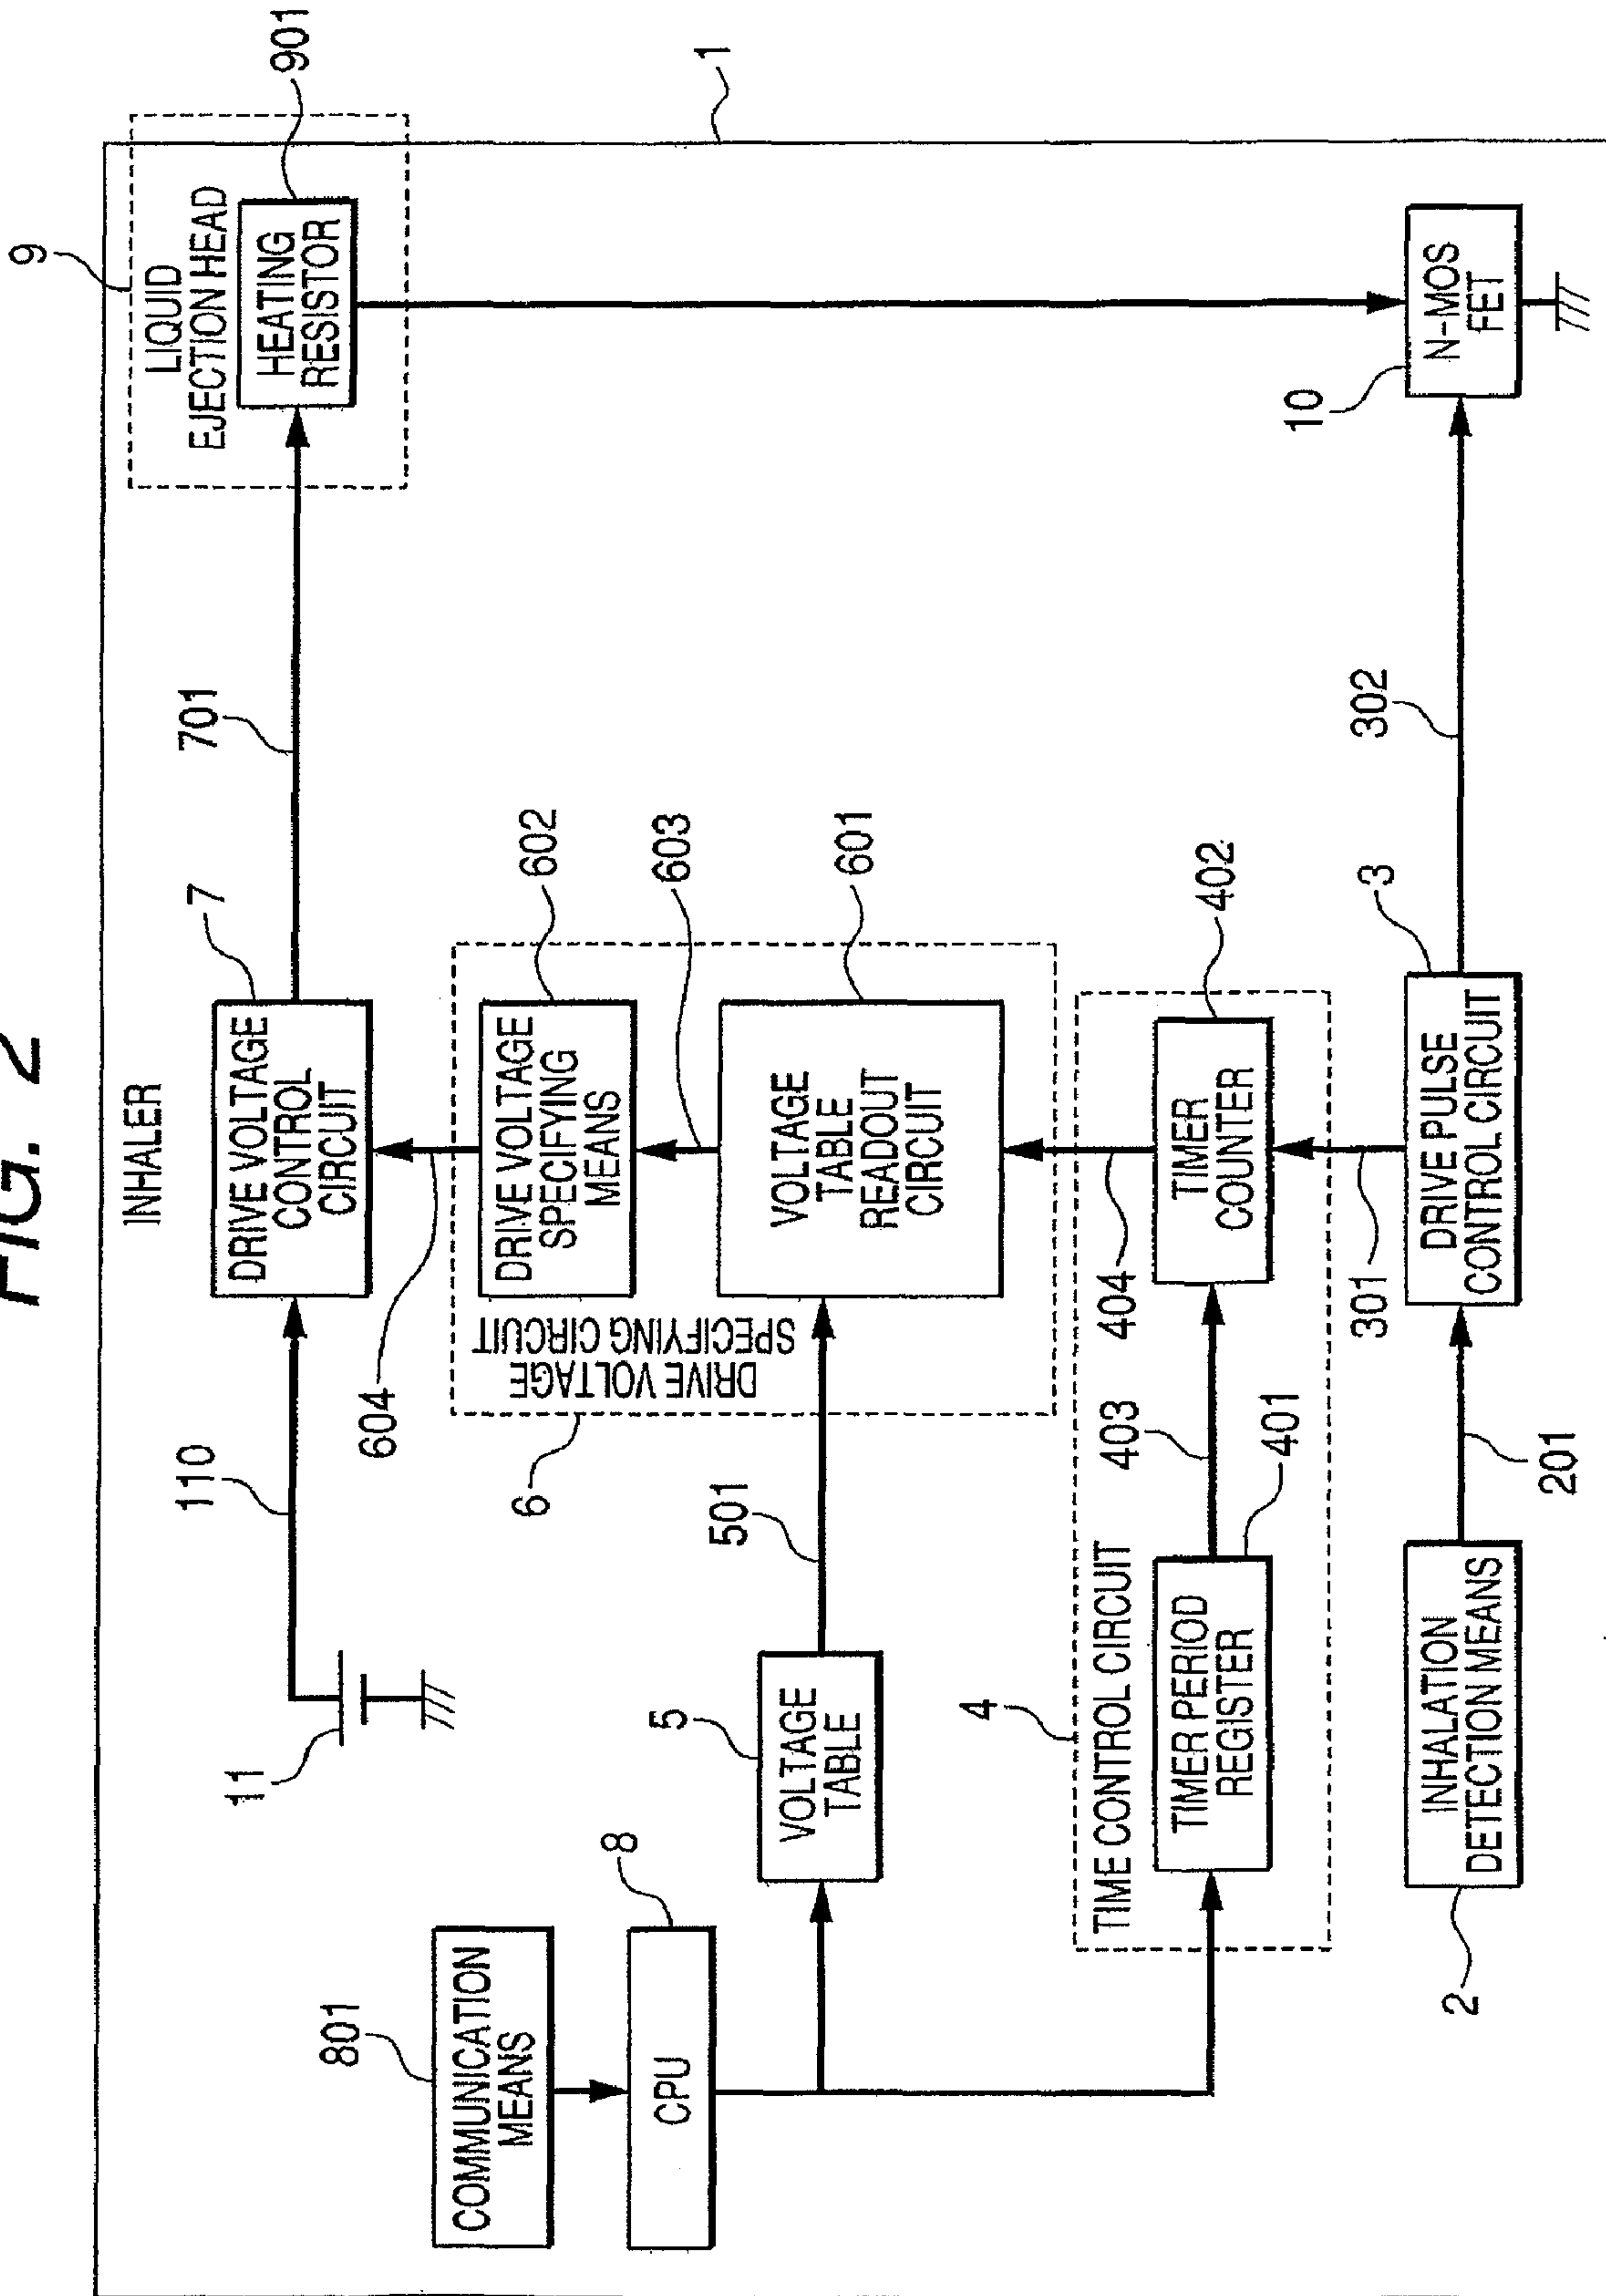 FIG. 2
INHALER
1
9
LIQUID
EJECTION HEAD
HEATING
RESISTOR
901
701
7
DRIVE VOLTAGE
CONTROL
CIRCUIT
110
11
604
602
DRIVE VOLTAGE
SPECIFYING
MEANS
603
601
VOLTAGE
TABLE
READOUT
CIRCUIT
DRIVE VOLTAGE
SPECIFYING CIRCUIT
6
501
5
VOLTAGE
TABLE
801
COMMUNICATION
MEANS
8
CPU
4
TIME CONTROL CIRCUIT
TIMER PERIOD
REGISTER
401
403
404
402
TIMER
COUNTER
301
3
DRIVE PULSE
CONTROL CIRCUIT
302
10
N-MOS
FET
201
INHALATION
DETECTION MEANS
2